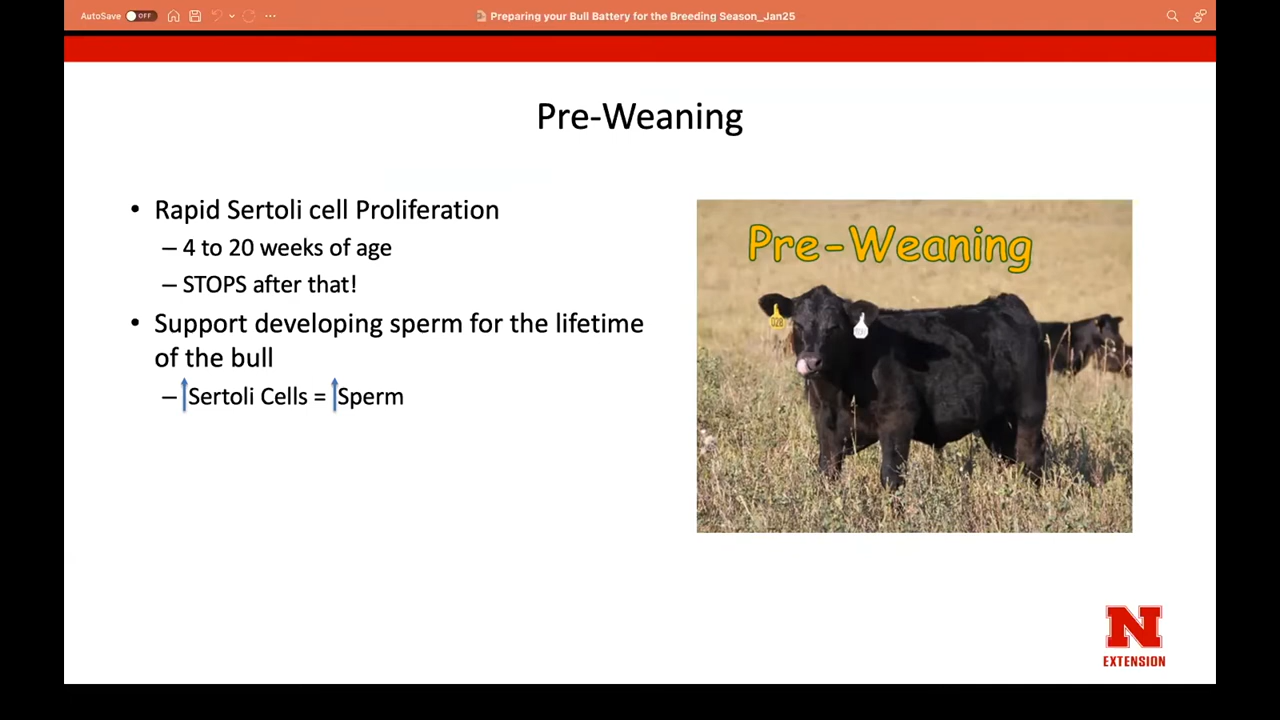 AutoSave OFF
Preparing your Bull Battery for the Breeding Season_Jan25
Pre-Weaning
• Rapid Sertoli cell Proliferation
– 4 to 20 weeks of age
– STOPS after that!
• Support developing sperm for the lifetime
of the bull
– ↑Sertoli Cells = ↑Sperm
Pre-Weaning
028
N
EXTENSION